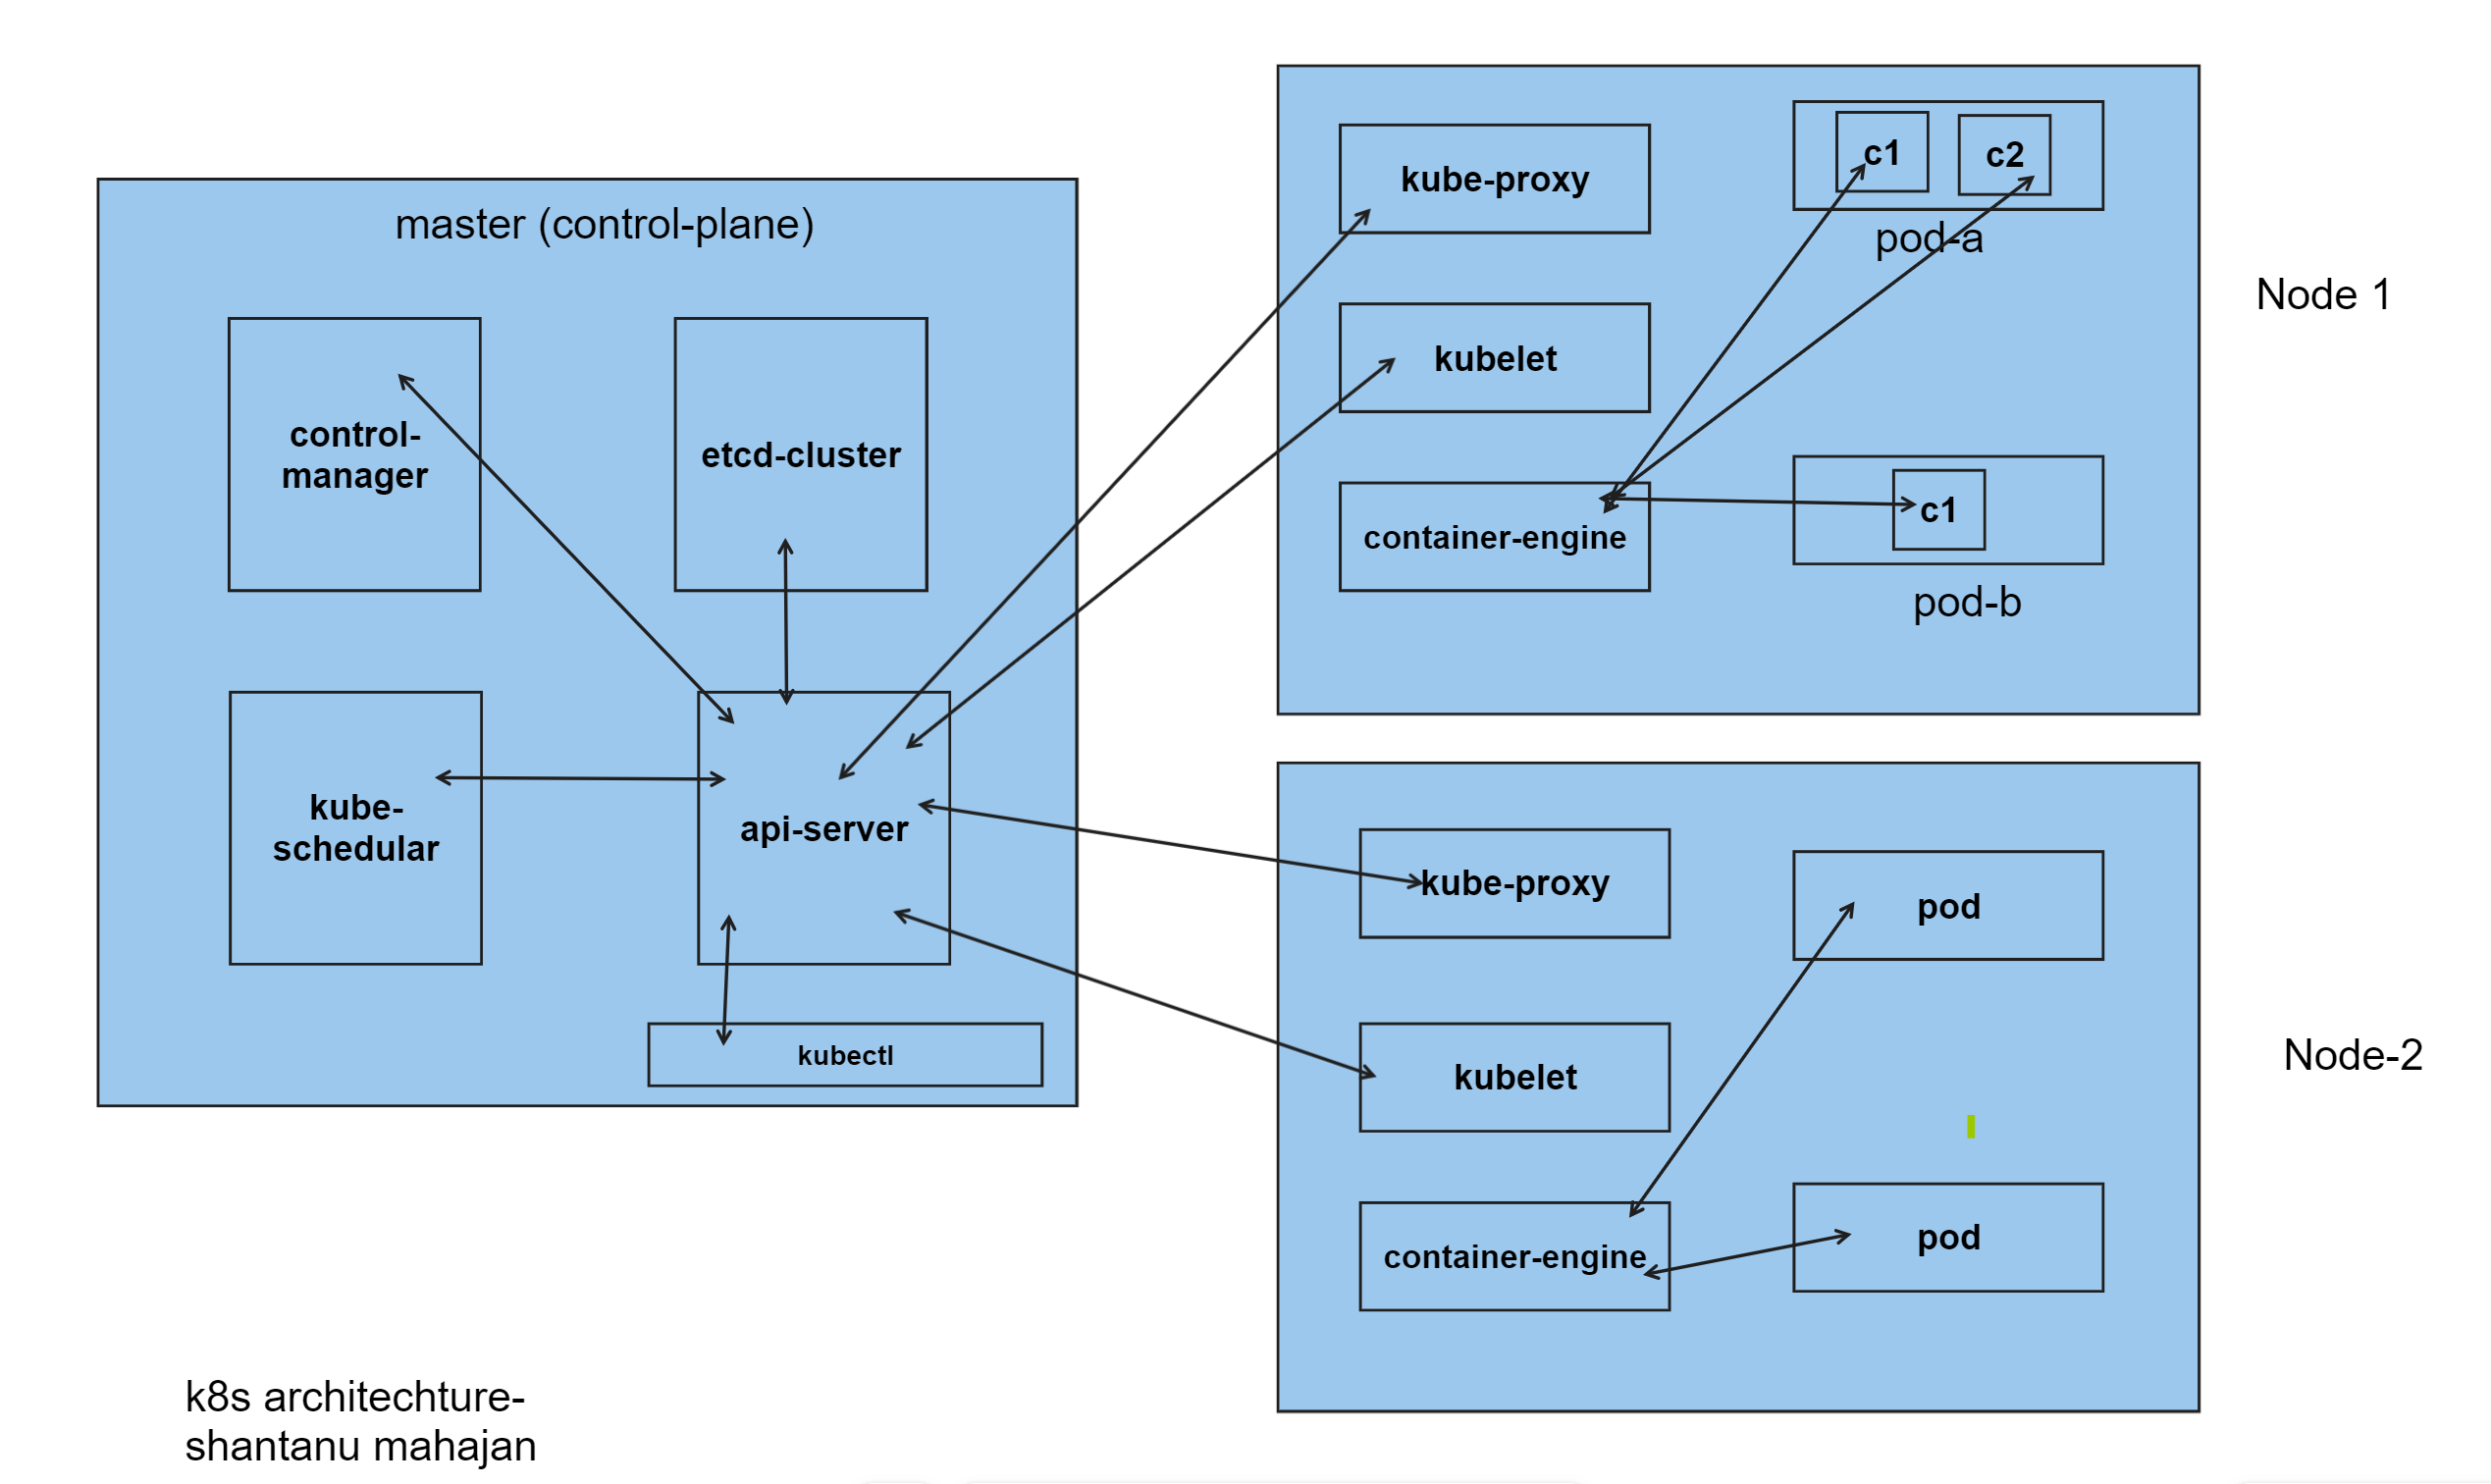 master (control-plane)
control-
manager
etcd-cluster
kube-
schedular
api-server
kubectl
kube-proxy
kubelet
container-engine
c1
c2
pod-a
c1
pod-b
Node 1
kube-proxy
kubelet
container-engine
pod
pod
Node-2
k8s architechture-
shantanu mahajan